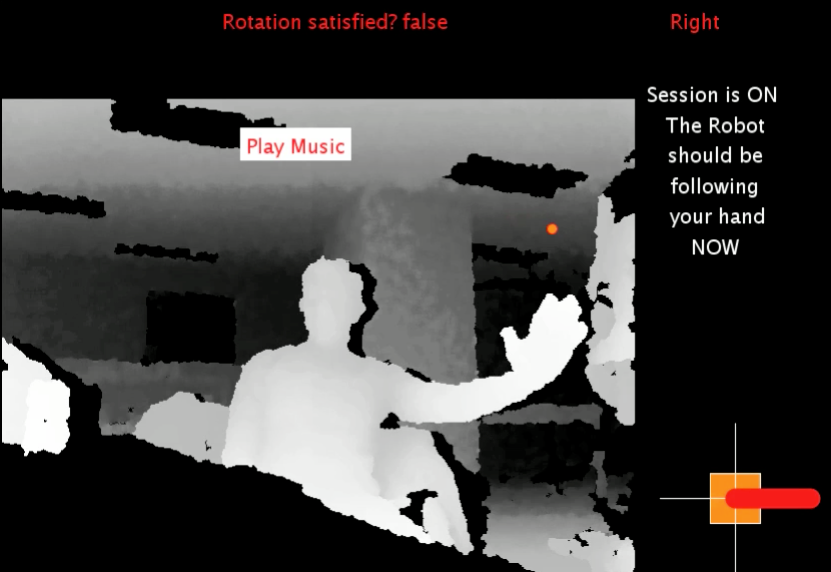 Rotation satisfied? false
Right
Play Music
Session is ON
The Robot
should be
following
your hand
NOW